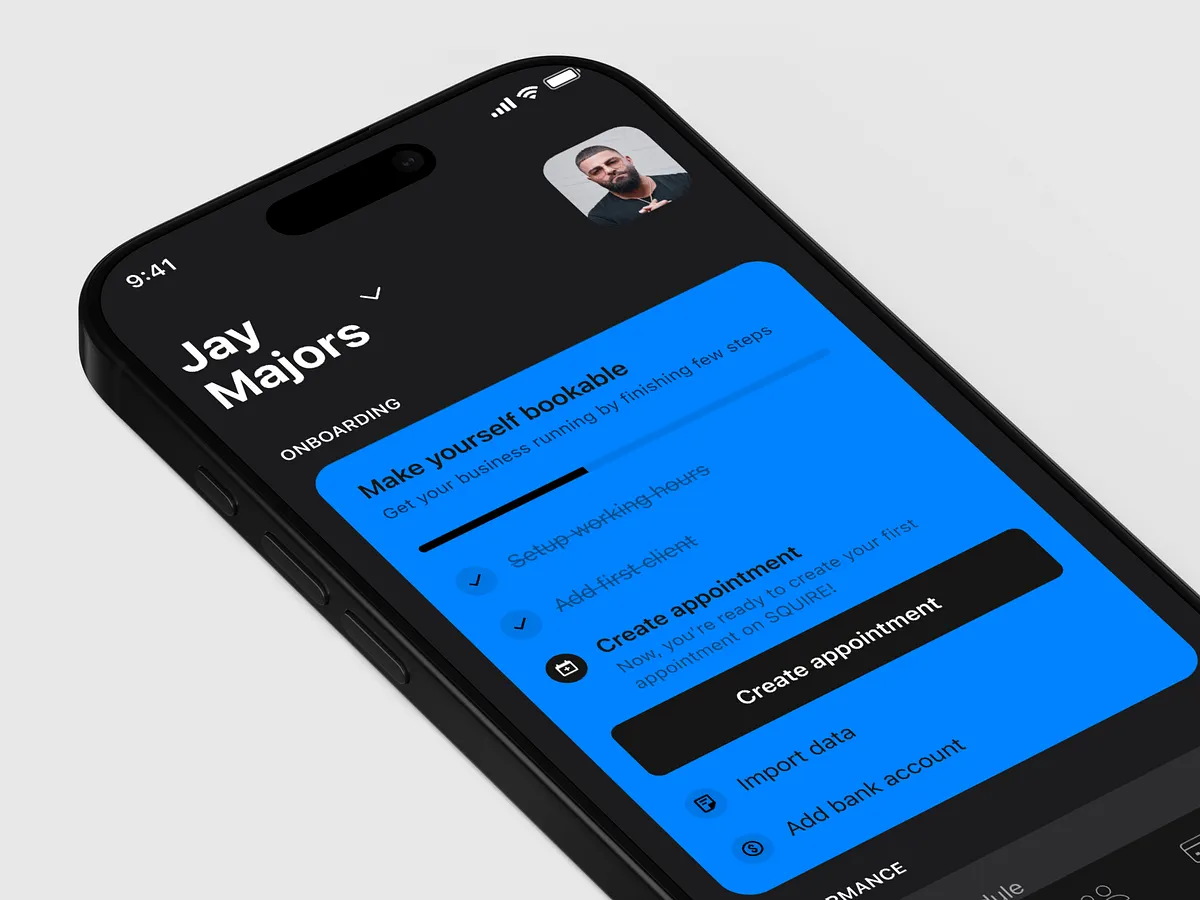 9:41
Jay
Majors
ONBOARDING
Make yourself bookable
Get your business running by finishing few steps
Setup working hours
Add first client
Create appointment
Now, you're ready to create your first
appointment on SQUIRE!
Create appointment
Import data
Add bank account